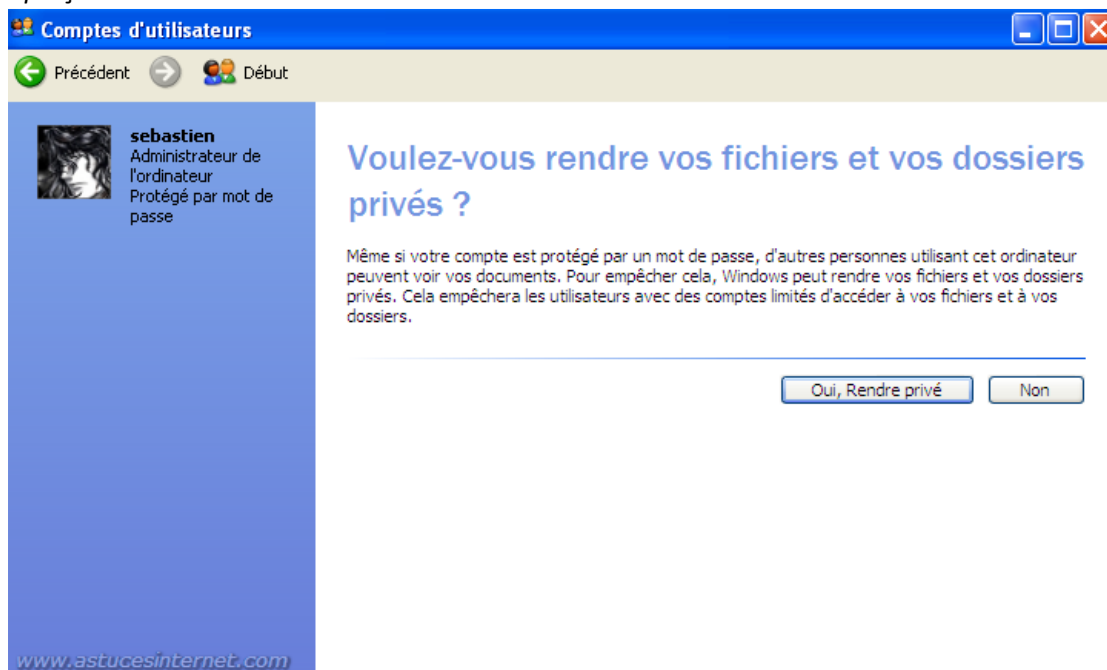 Comptes d'utilisateurs
Précédent Début
sebastien
Administrateur de
l'ordinateur
Protégé par mot de
passe
Voulez-vous rendre vos fichiers et vos dossiers
privés ?
Même si votre compte est protégé par un mot de passe, d'autres personnes utilisant cet ordinateur
peuvent voir vos documents. Pour empêcher cela, Windows peut rendre vos fichiers et vos dossiers
privés. Cela empêchera les utilisateurs avec des comptes limités d'accéder à vos fichiers et à vos
dossiers.
Oui, Rendre privé Non
www.astucesinternet.com